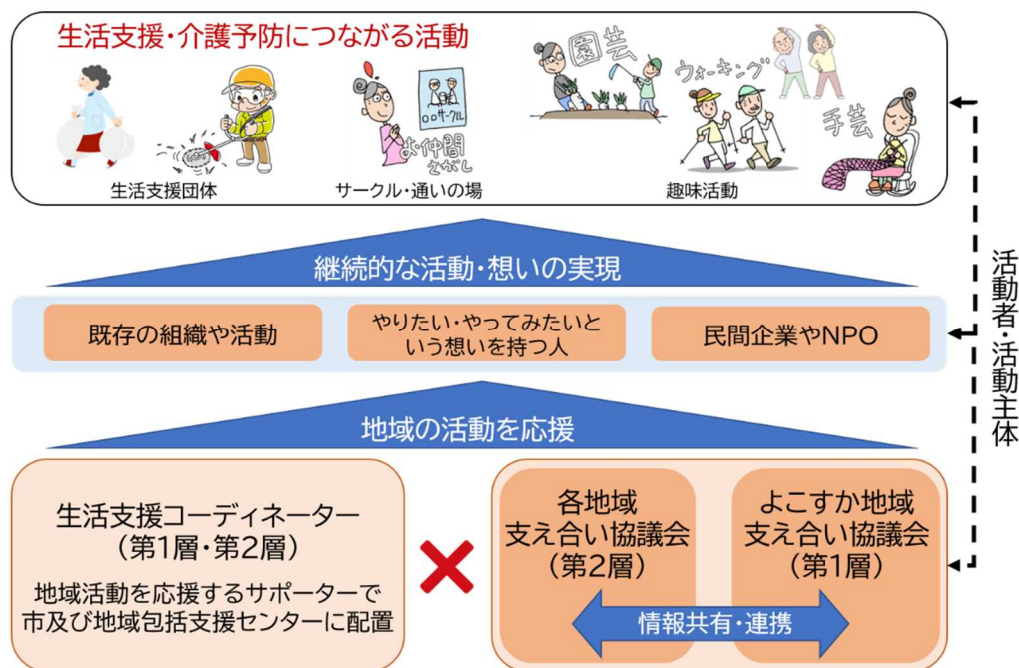 生活支援・介護予防につながる活動
園芸
ウォーキング
手芸
○○サークル
お仲間
さがし
生活支援団体
サークル・通いの場
趣味活動
継続的な活動・想いの実現
既存の組織や活動
やりたい・やってみたいと
いう想いを持つ人
民間企業やNPO
活動者・活動主体
地域の活動を応援
生活支援コーディネーター
（第1層・第2層）
地域活動を応援するサポーターで
市及び地域包括支援センターに配置
各地域
支え合い協議会
（第2層）
よこすか地域
支え合い協議会
（第1層）
情報共有・連携